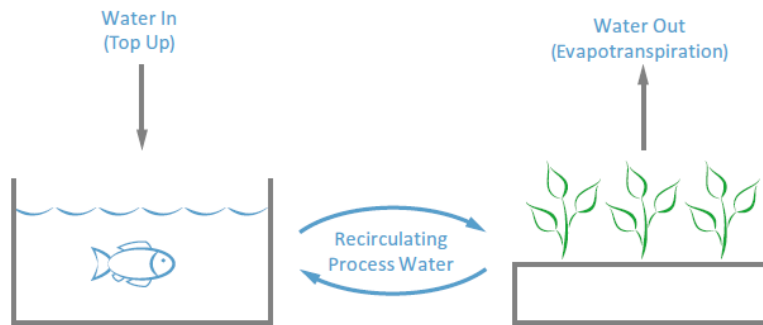 Water In
(Top Up)
Water Out
(Evapotranspiration)
Recirculating
Process Water